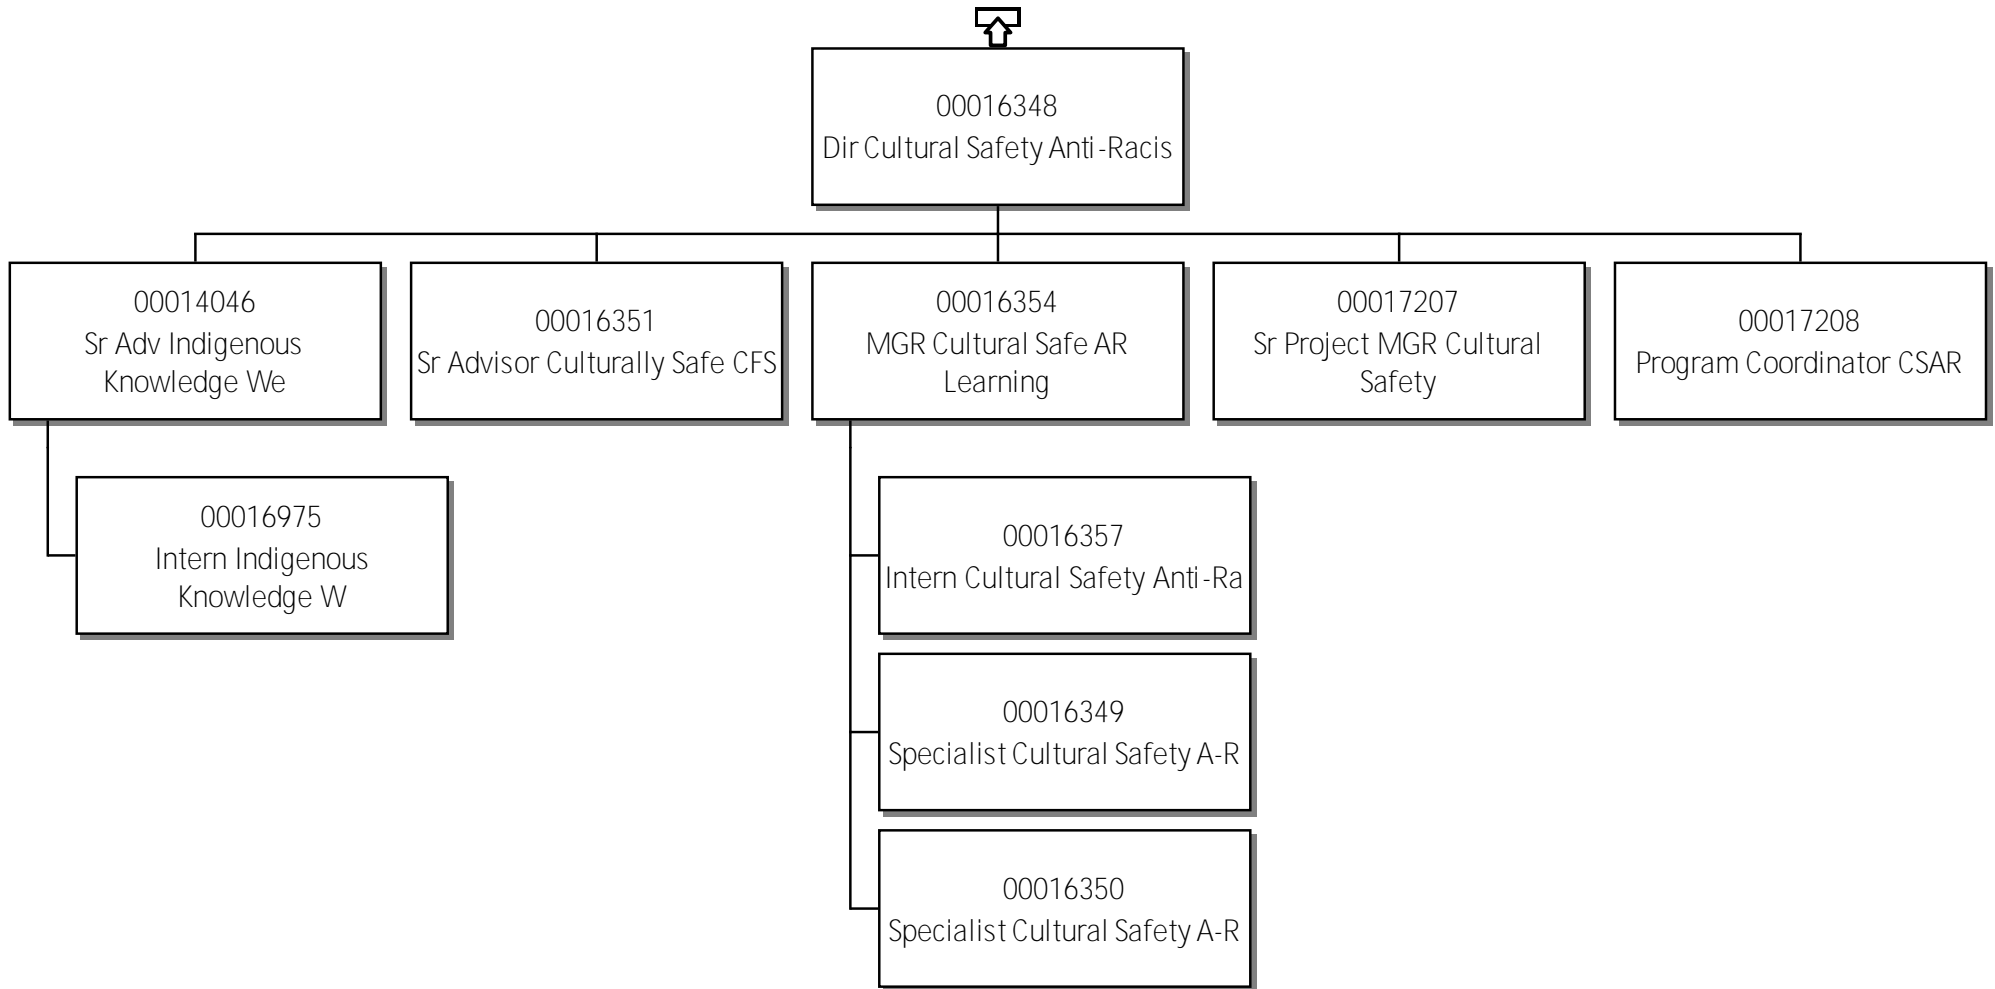 00016348
Dir Cultural Safety Anti-Racis
00014046
Sr Adv Indigenous
Knowledge We
00016351
Sr Advisor Culturally Safe CFS
00016354
MGR Cultural Safe AR
Learning
00017207
Sr Project MGR Cultural
Safety
00017208
Program Coordinator CSAR
00016975
Intern Indigenous
Knowledge W
00016357
Intern Cultural Safety Anti-Ra
00016349
Specialist Cultural Safety A-R
00016350
Specialist Cultural Safety A-R